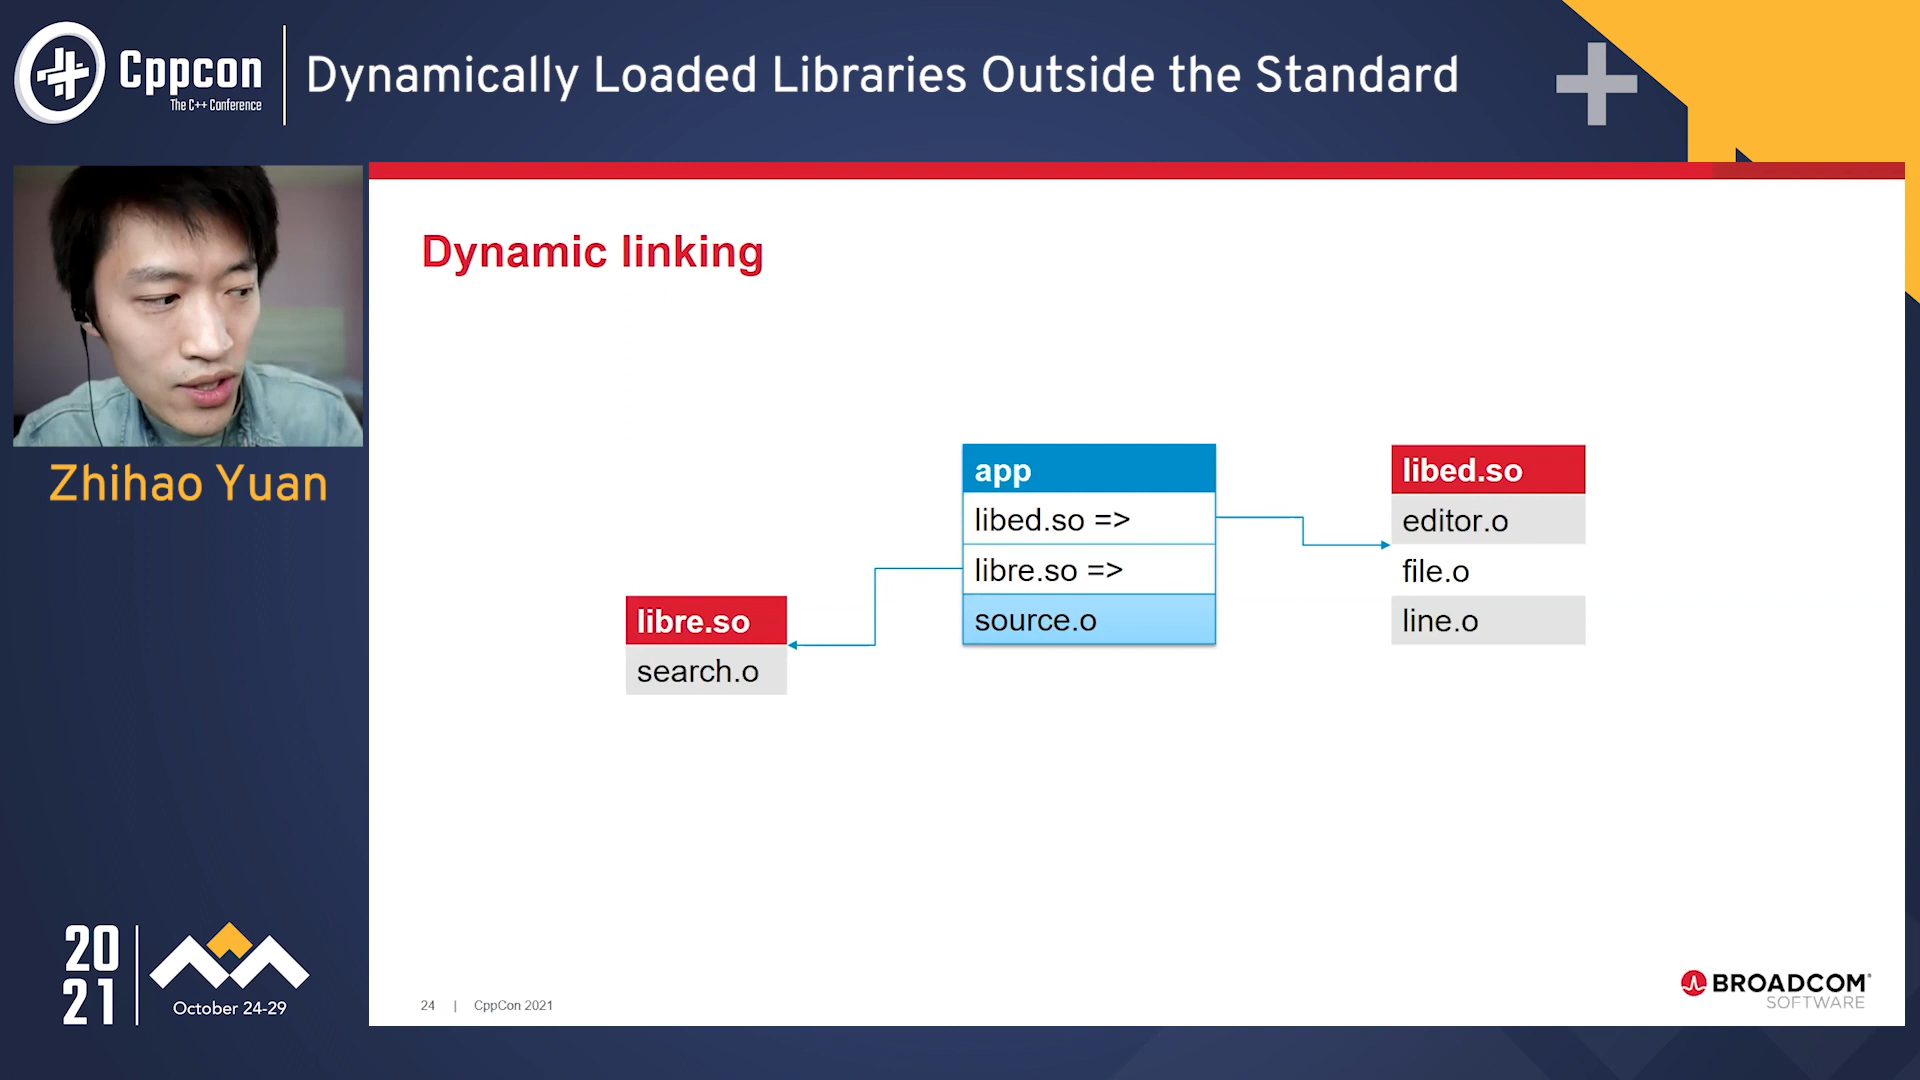 Cppcon
The C++ Conference
Dynamically Loaded Libraries Outside the Standard
Zhihao Yuan
Dynamic linking
app
libed.so =>
libre.so =>
source.o
libed.so
editor.o
file.o
line.o
libre.so
search.o
20
21
October 24-29
24 | CppCon 2021
BROADCOM®
SOFTWARE